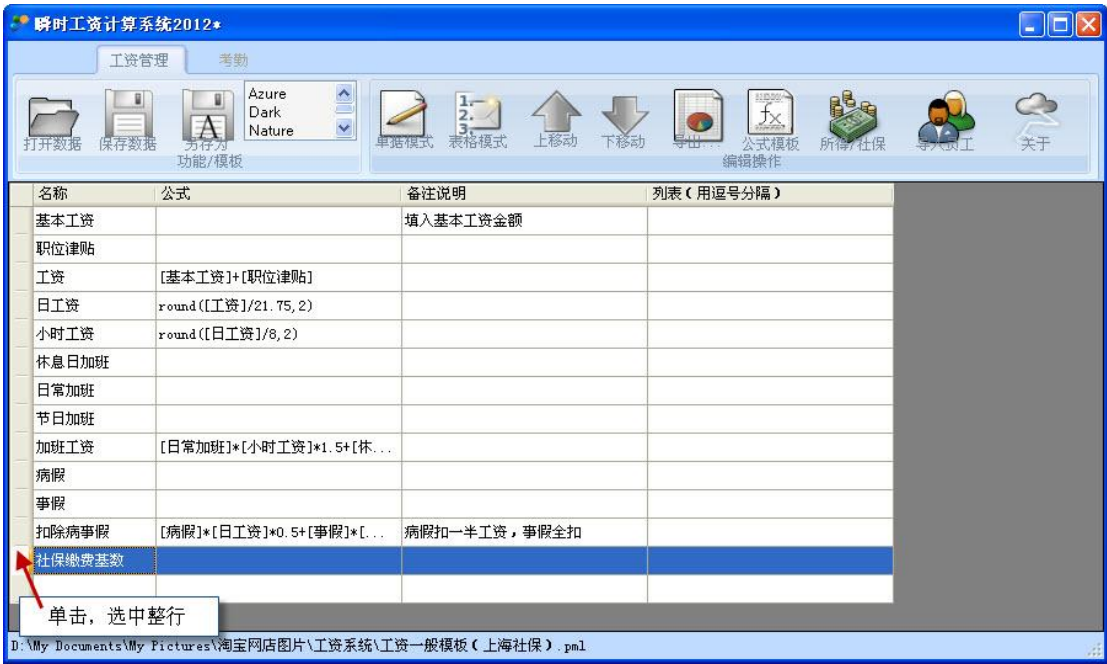 瞬时工资计算系统2012*
工资管理 考勤
Azure
Dark
Nature
打开数据 保存数据 另存为 单据模式 表格模式 上移动 下移动 导出... 公式模板 所得/社保 导入员工 关于
功能/模板 编辑操作
名称 公式 备注说明 列表(用逗号分隔)
基本工资 填入基本工资金额
职位津贴
工资 [基本工资]+[职位津贴]
日工资 round([工资]/21.75,2)
小时工资 round([日工资]/8,2)
休息日加班
日常加班
节日加班
加班工资 [日常加班]*[小时工资]*1.5+[休...
病假
事假
扣除病事假 [病假]*[日工资]*0.5+[事假]*[... 病假扣一半工资,事假全扣
社保缴费基数
单击,选中整行
D:\My Documents\My Pictures\淘宝网店图片\工资系统\工资一般模板(上海社保).pml